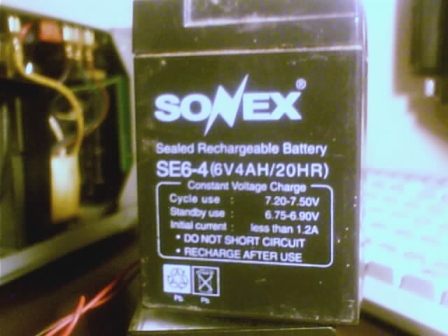 SONEX®
Sealed Rechargeable Battery
SE6-4(6V4AH/20HR)
Constant Voltage Charge
Cycle use : 7.20-7.50V
Standby use : 6.75-6.90V
Initial current : less than 1.2A
• DO NOT SHORT CIRCUIT
• RECHARGE AFTER USE
Pb Pb